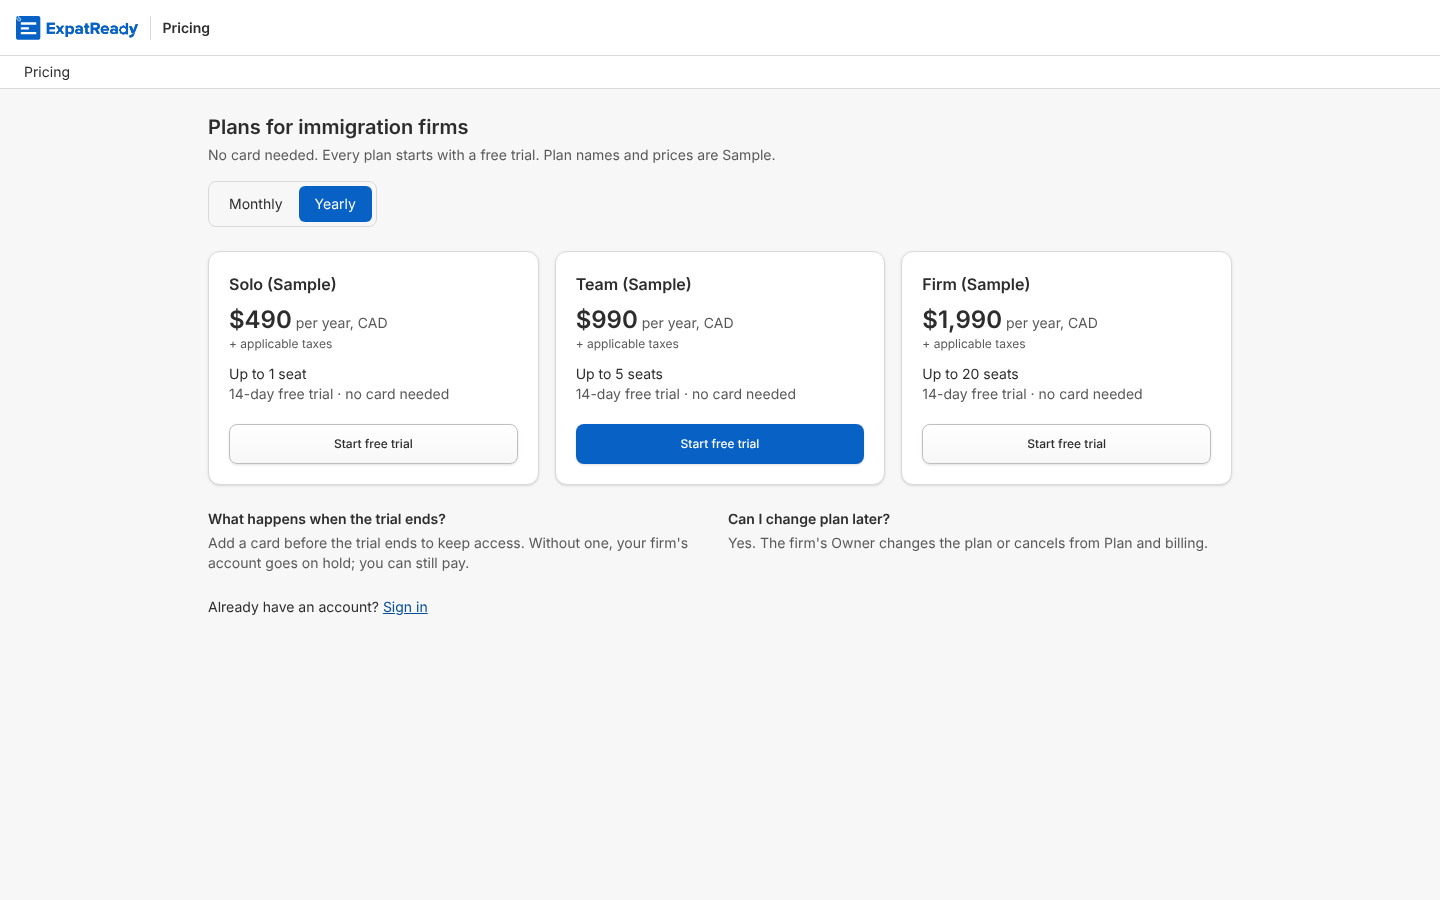 ExpatReady
Pricing
Pricing
Plans for immigration firms
No card needed. Every plan starts with a free trial. Plan names and prices are Sample.
Monthly
Yearly
Solo (Sample)
$490 per year, CAD
+ applicable taxes
Up to 1 seat
14-day free trial · no card needed
Start free trial
Team (Sample)
$990 per year, CAD
+ applicable taxes
Up to 5 seats
14-day free trial · no card needed
Start free trial
Firm (Sample)
$1,990 per year, CAD
+ applicable taxes
Up to 20 seats
14-day free trial · no card needed
Start free trial
What happens when the trial ends?
Add a card before the trial ends to keep access. Without one, your firm's
account goes on hold; you can still pay.
Can I change plan later?
Yes. The firm's Owner changes the plan or cancels from Plan and billing.
Already have an account? Sign in